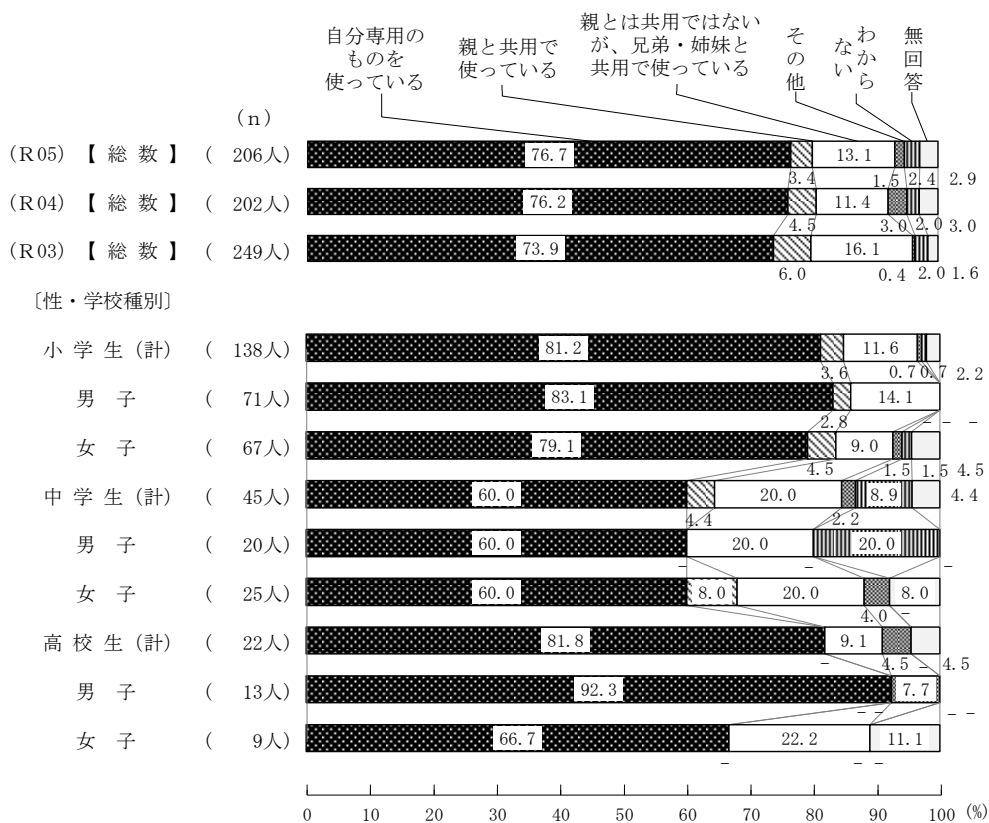 自分専用の
ものを
使っている
親と共用で
使っている
親とは共用ではない
が、兄弟・姉妹と
共用で使っている
その他
わから
ない
無回答
(n)
(R05)【総数】 ( 206人) 76.7 3.4 13.1 1.5 2.4 2.9
(R04)【総数】 ( 202人) 76.2 4.5 11.4 3.0 2.0 3.0
(R03)【総数】 ( 249人) 73.9 6.0 16.1 0.4 2.0 1.6
〔性・学校種別〕
小学生(計) ( 138人) 81.2 3.6 11.6 0.7 0.7 2.2
男子 ( 71人) 83.1 2.8 14.1 - - -
女子 ( 67人) 79.1 4.5 9.0 1.5 1.5 4.5
中学生(計) ( 45人) 60.0 4.4 20.0 2.2 8.9 4.4
男子 ( 20人) 60.0 - 20.0 - 20.0 -
女子 ( 25人) 60.0 8.0 20.0 4.0 - 8.0
高校生(計) ( 22人) 81.8 - 9.1 4.5 - 4.5
男子 ( 13人) 92.3 - - 7.7 - -
女子 ( 9人) 66.7 - 22.2 - - 11.1
0 10 20 30 40 50 60 70 80 90 100 (%)